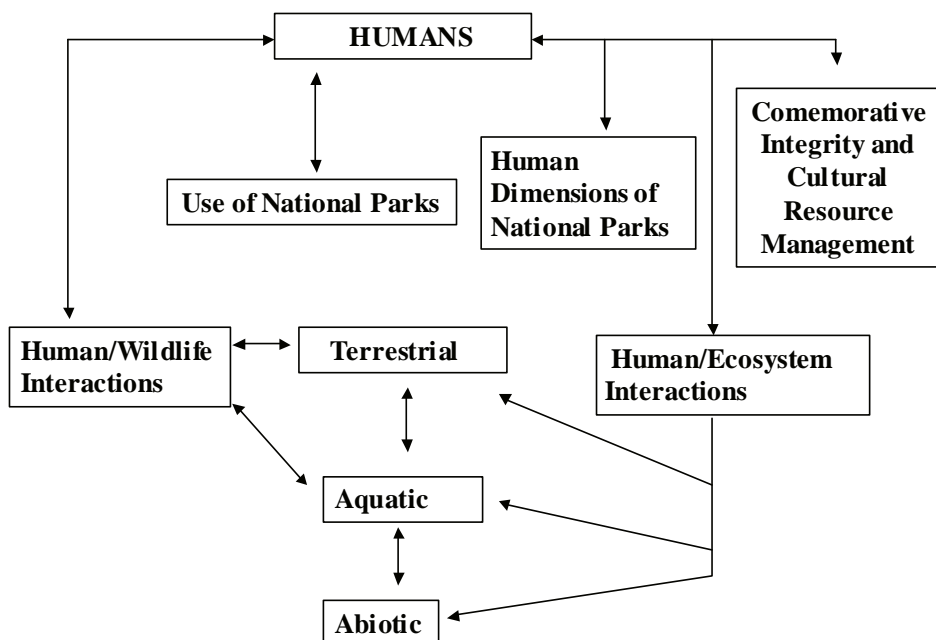 HUMANS
Comemorative
Integrity and
Cultural
Resource
Management
Human
Dimensions of
National Parks
Use of National Parks
Human/Wildlife
Interactions
Terrestrial
Human/Ecosystem
Interactions
Aquatic
Abiotic